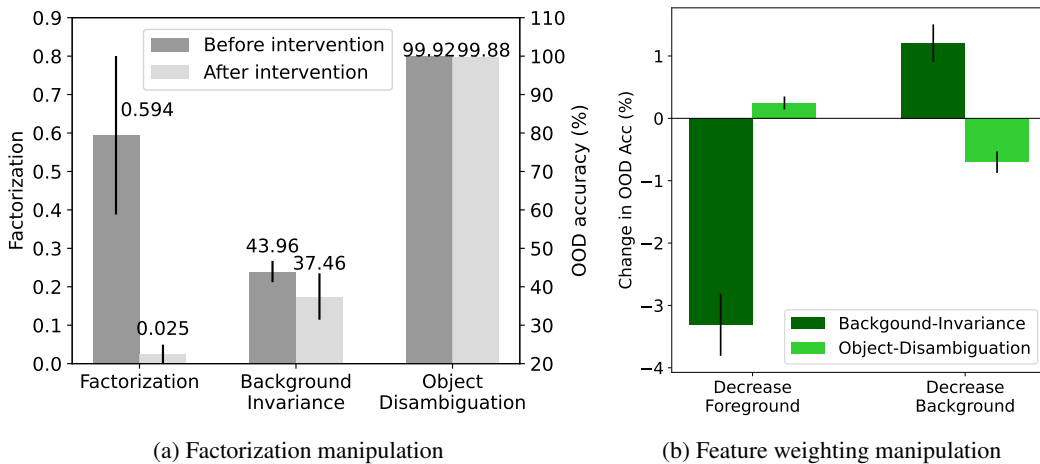 0.9
0.8
0.7
0.6
0.5
0.4
0.3
0.2
0.1
0.0
Factorization
Before intervention
After intervention
0.594
0.025
43.96
37.46
99.92
99.88
110
100
90
80
70
60
50
40
30
20
OOD accuracy (%)
Factorization
Background
Invariance
Object
Disambiguation
(a) Factorization manipulation
1
0
−1
−2
−3
−4
Change in OOD Acc (%)
Backgound-Invariance
Object-Disambiguation
Decrease
Foreground
Decrease
Background
(b) Feature weighting manipulation